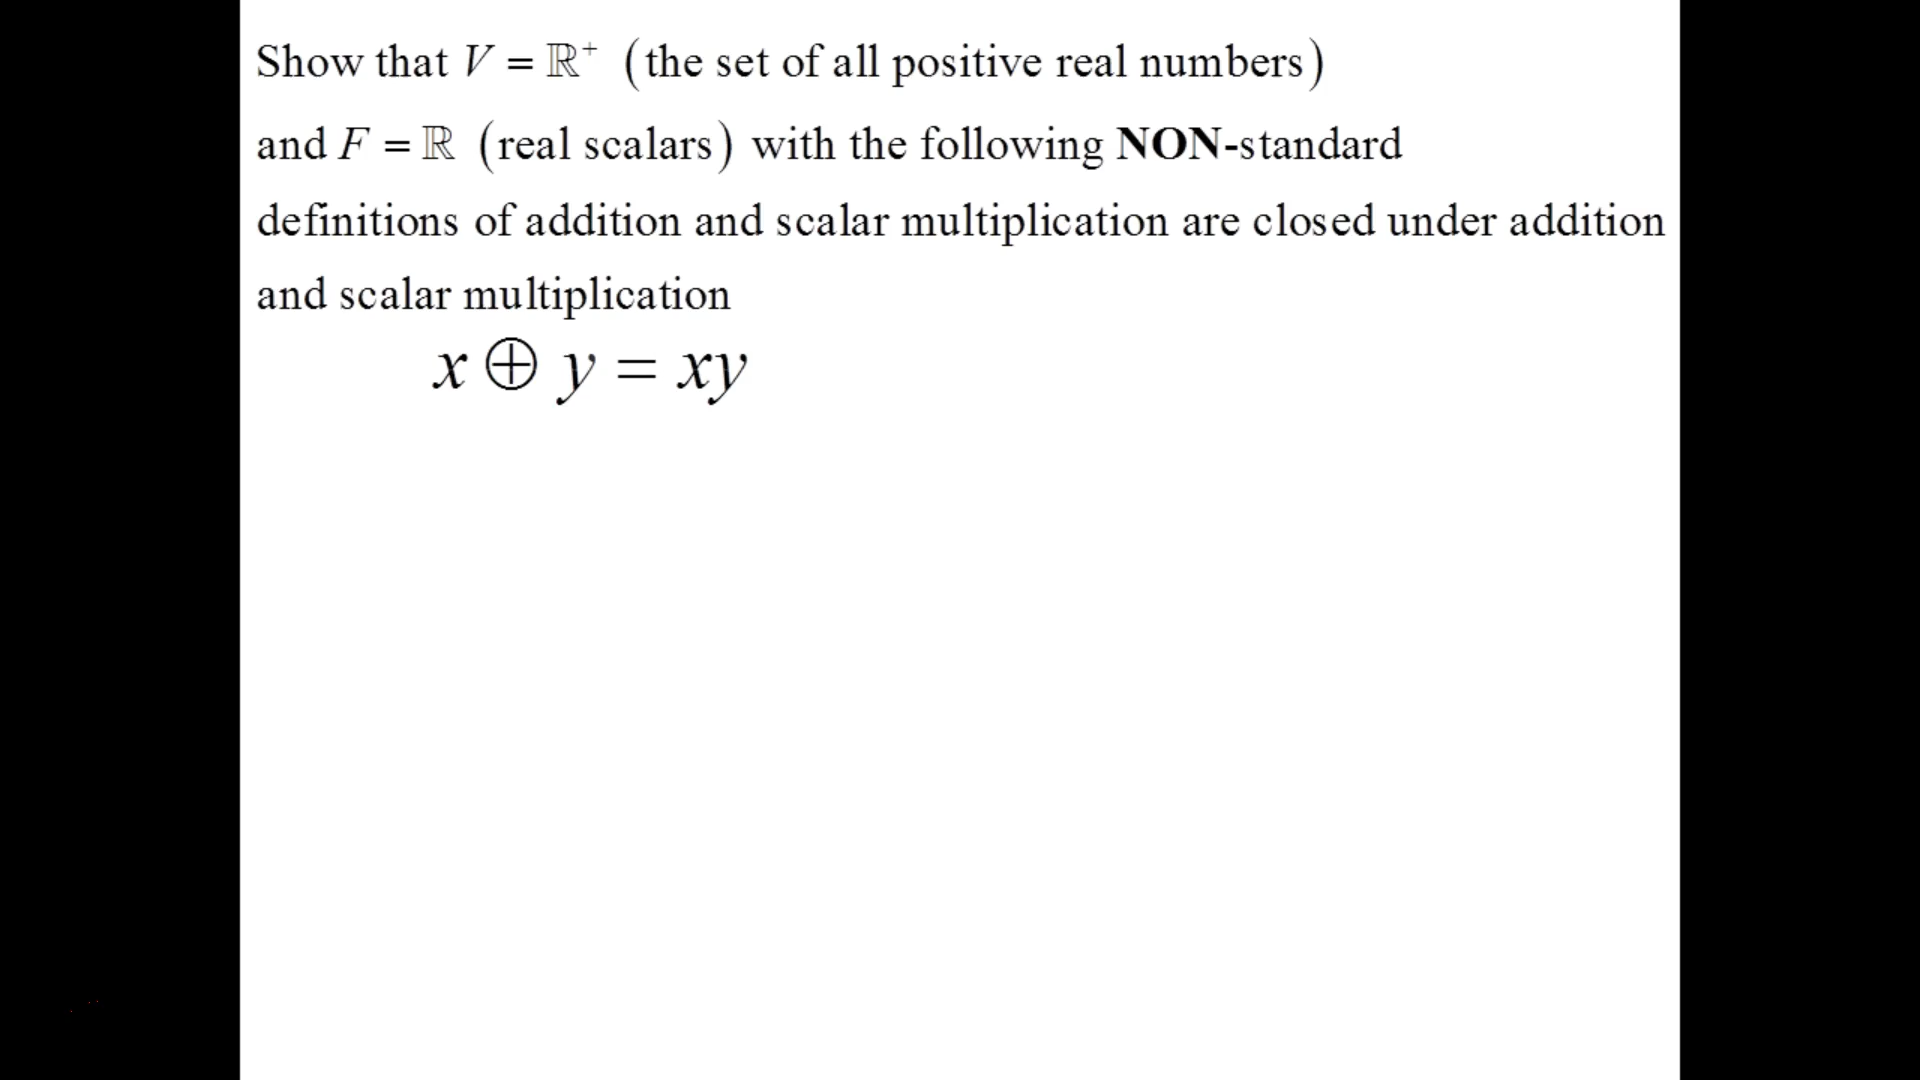 Show that V = ℝ⁺ (the set of all positive real numbers)
and F = ℝ (real scalars) with the following NON-standard
definitions of addition and scalar multiplication are closed under addition
and scalar multiplication
x ⊕ y = xy